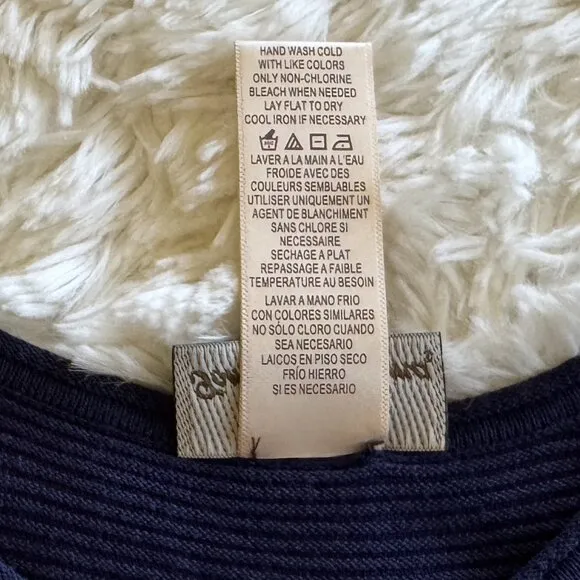 HAND WASH COLD
WITH LIKE COLORS
ONLY NON-CHLORINE
BLEACH WHEN NEEDED
LAY FLAT TO DRY
COOL IRON IF NECESSARY
LAVER A LA MAIN A L'EAU
FROIDE AVEC DES
COULEURS SEMBLABLES
UTILISER UNIQUEMENT UN
AGENT DE BLANCHIMENT
SANS CHLORE SI
NECESSAIRE
SECHAGE A PLAT
REPASSAGE A FAIBLE
TEMPERATURE AU BESOIN
LAVAR A MANO FRIO
CON COLORES SIMILARES
NO SÓLO CLORO CUANDO
SEA NECESARIO
LAICOS EN PISO SECO
FRÍO HIERRO
SI ES NECESARIO